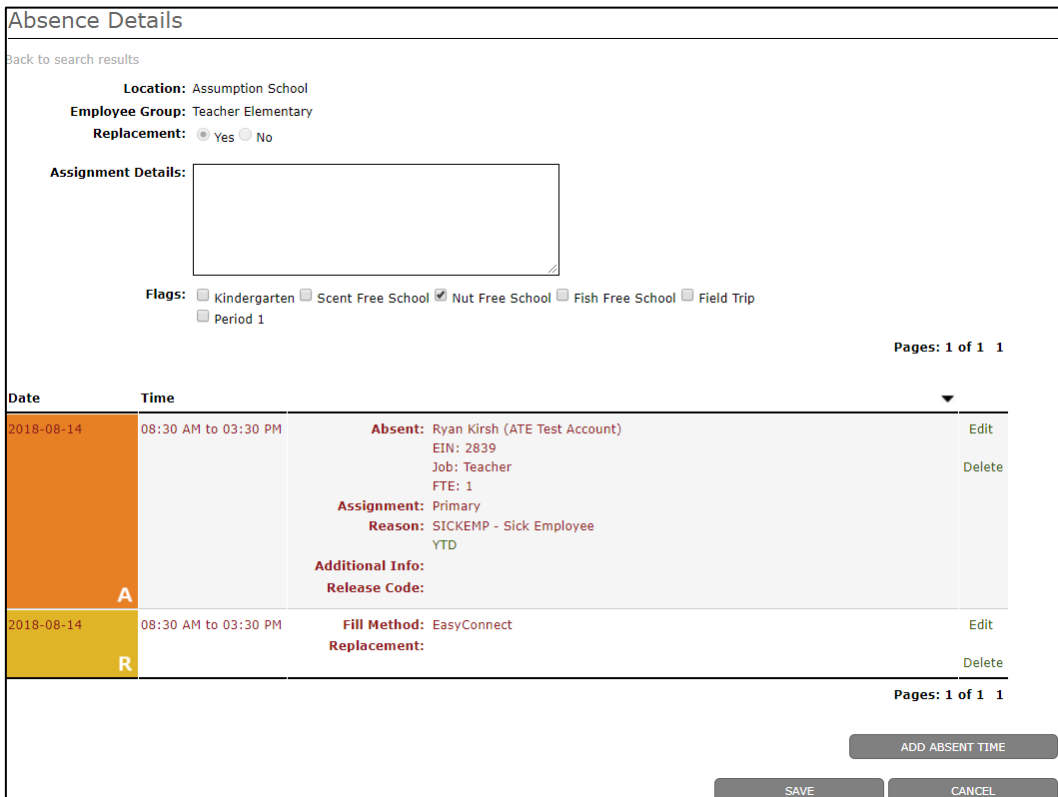 Absence Details
Back to search results
Location: Assumption School
Employee Group: Teacher Elementary
Replacement: Yes No
Assignment Details:
Flags: Kindergarten Scent Free School Nut Free School Fish Free School Field Trip
Period 1
Pages: 1 of 1 1
Date Time
2018-08-14 08:30 AM to 03:30 PM Absent: Ryan Kirsh (ATE Test Account) Edit
EIN: 2839
Job: Teacher Delete
FTE: 1
Assignment: Primary
Reason: SICKEMP - Sick Employee
YTD
Additional Info:
Release Code:
A
2018-08-14 08:30 AM to 03:30 PM Fill Method: EasyConnect Edit
Replacement:
R Delete
Pages: 1 of 1 1
ADD ABSENT TIME
SAVE CANCEL